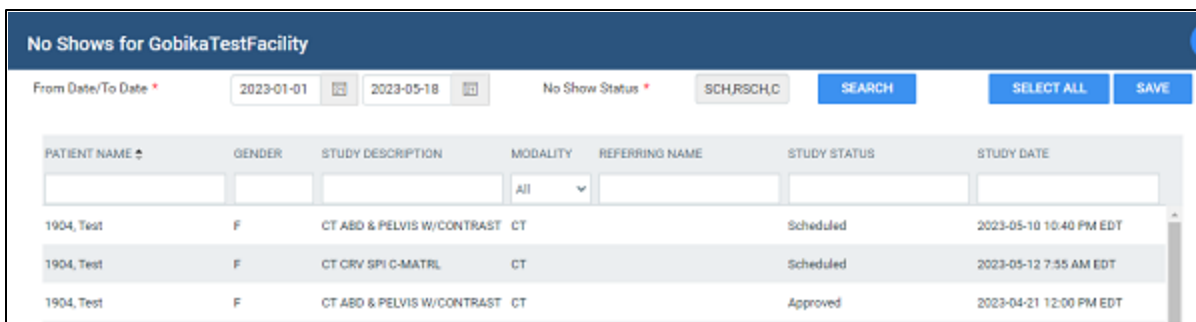 No Shows for GobikaTestFacility
From Date/To Date * 2023-01-01 2023-05-18 No Show Status * SCH,RSCH,C SEARCH SELECT ALL SAVE
PATIENT NAME GENDER STUDY DESCRIPTION MODALITY REFERRING NAME STUDY STATUS STUDY DATE
All
1904, Test F CT ABD & PELVIS W/CONTRAST CT Scheduled 2023-05-10 10:40 PM EDT
1904, Test F CT CRV SPI C-MATRL CT Scheduled 2023-05-12 7:55 AM EDT
1904, Test F CT ABD & PELVIS W/CONTRAST CT Approved 2023-04-21 12:00 PM EDT